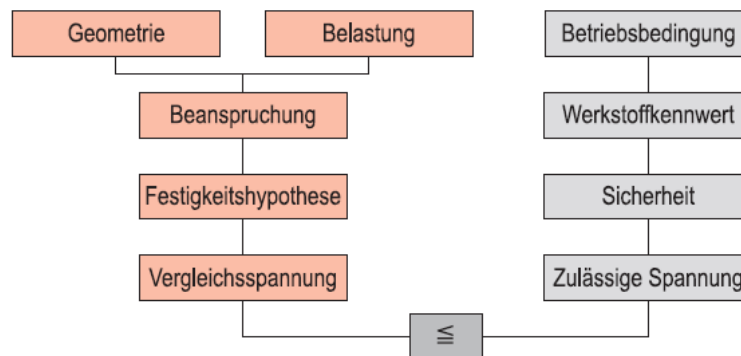 Geometrie
Belastung
Betriebsbedingung
Beanspruchung
Werkstoffkennwert
Festigkeitshypothese
Sicherheit
Vergleichsspannung
Zulässige Spannung
≦